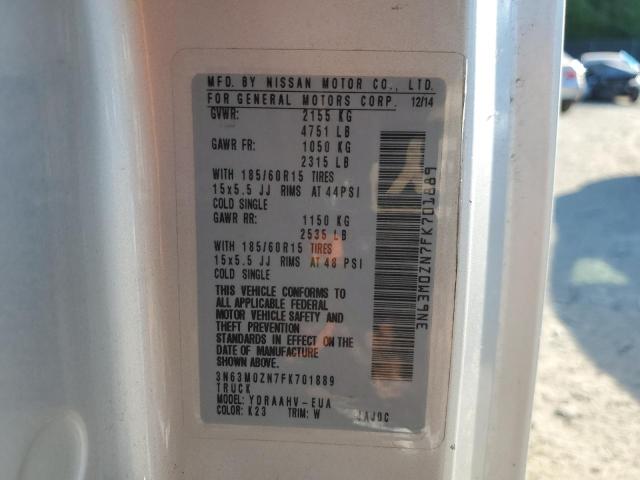 MFD. BY NISSAN MOTOR CO., LTD.
FOR GENERAL MOTORS CORP. 12/14
GVWR: 2155 KG
4751 LB
GAWR FR: 1050 KG
2315 LB
WITH 185/60R15 TIRES
15x5.5 JJ RIMS AT 44PSI
COLD SINGLE
GAWR RR: 1150 KG
2535 LB
WITH 185/60R15 TIRES
15x5.5 JJ RIMS AT 48 PSI
COLD SINGLE
THIS VEHICLE CONFORMS TO
ALL APPLICABLE FEDERAL
MOTOR VEHICLE SAFETY AND
THEFT PREVENTION
STANDARDS IN EFFECT ON THE
DATE OF MANUFACTURE
SHOWN ABOVE.
3N63M0ZN7FK701889
TRUCK
MODEL: YDRAAHV-EUA
COLOR: K23 TRIM: W
3N63M0ZN7FK701889